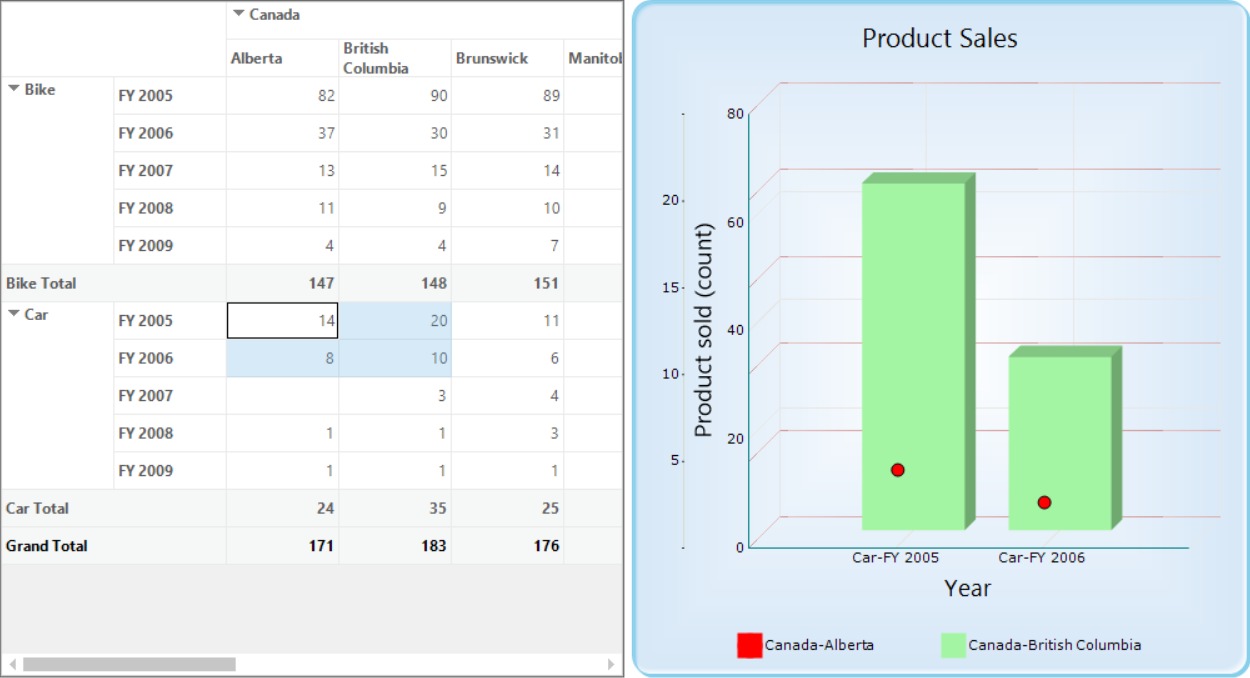 Canada
Alberta British Columbia Brunswick Manitol
Bike FY 2005 82 90 89
FY 2006 37 30 31
FY 2007 13 15 14
FY 2008 11 9 10
FY 2009 4 4 7
Bike Total 147 148 151
Car FY 2005 14 20 11
FY 2006 8 10 6
FY 2007 3 4
FY 2008 1 1 3
FY 2009 1 1 1
Car Total 24 35 25
Grand Total 171 183 176
Product Sales
80
20
60
15
40
10
20
5
0
Product sold (count)
Car-FY 2005 Car-FY 2006
Year
Canada-Alberta Canada-British Columbia